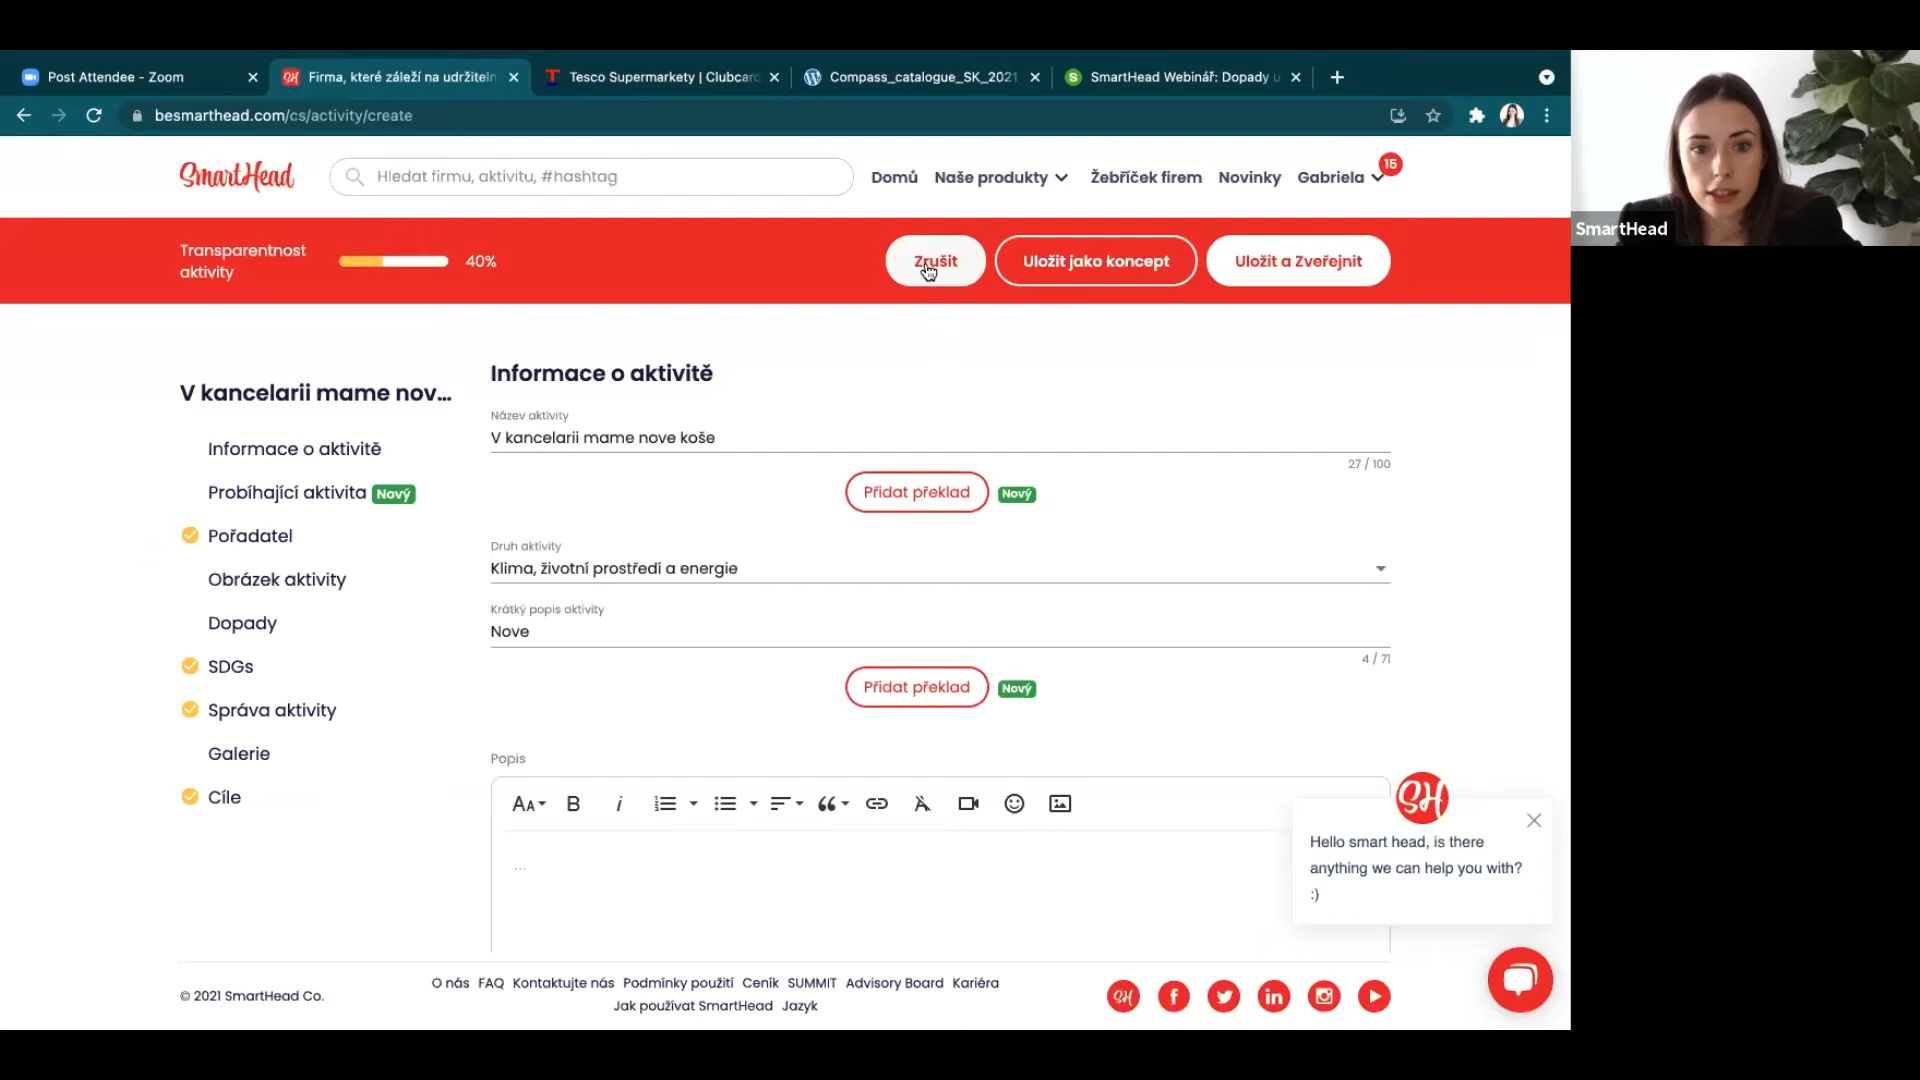 Post Attendee - Zoom
Firma, které záleží na udržiteln
Tesco Supermarkety | Clubcard
Compass_catalogue_SK_2021
SmartHead Webinář: Dopady u
besmarthead.com/cs/activity/create
SmartHead
Hledat firmu, aktivitu, #hashtag
Domů
Naše produkty
Žebříček firem
Novinky
Gabriela
15
SmartHead
Transparentnost
aktivity
40%
Zrušit
Uložit jako koncept
Uložit a Zveřejnit
V kancelarii mame nov...
Informace o aktivitě
Probíhající aktivita Nový
Pořadatel
Obrázek aktivity
Dopady
SDGs
Správa aktivity
Galerie
Cíle
Informace o aktivitě
Název aktivity
V kancelarii mame nove koše
27 / 100
Přidat překlad Nový
Druh aktivity
Klima, životní prostředí a energie
Krátký popis aktivity
Nove
4 / 71
Přidat překlad Nový
Popis
...
SH
Hello smart head, is there
anything we can help you with?
:)
© 2021 SmartHead Co.
O nás FAQ Kontaktujte nás Podmínky použití Ceník SUMMIT Advisory Board Kariéra
Jak používat SmartHead Jazyk